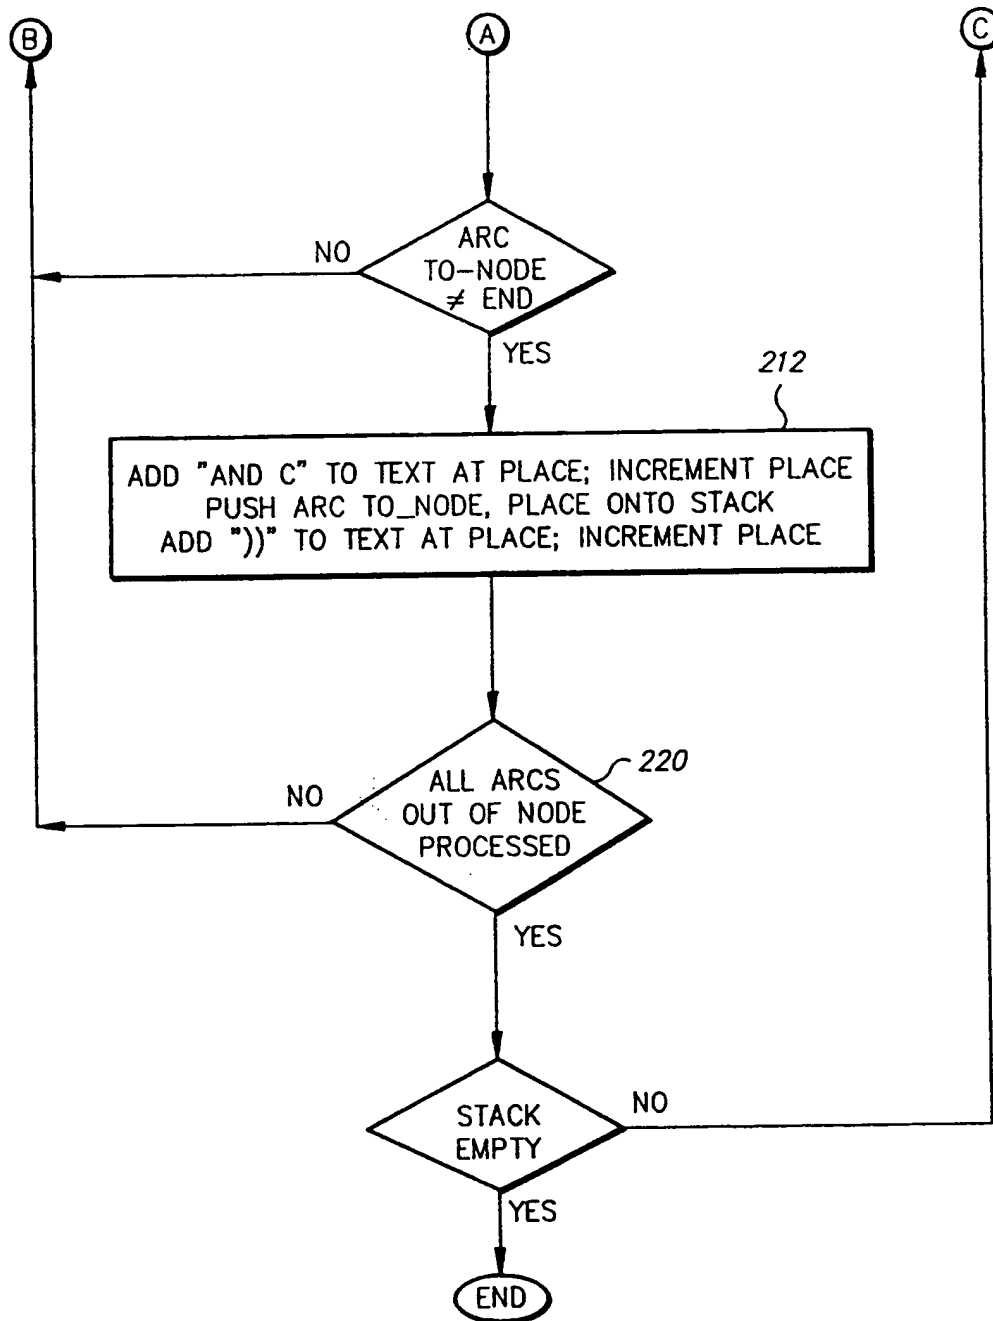 B
A
C
ARC
TO-NODE
≠ END
NO
YES
212
ADD "AND C" TO TEXT AT PLACE; INCREMENT PLACE
PUSH ARC TO_NODE, PLACE ONTO STACK
ADD "))" TO TEXT AT PLACE; INCREMENT PLACE
220
ALL ARCS
OUT OF NODE
PROCESSED
NO
YES
STACK
EMPTY
NO
YES
END